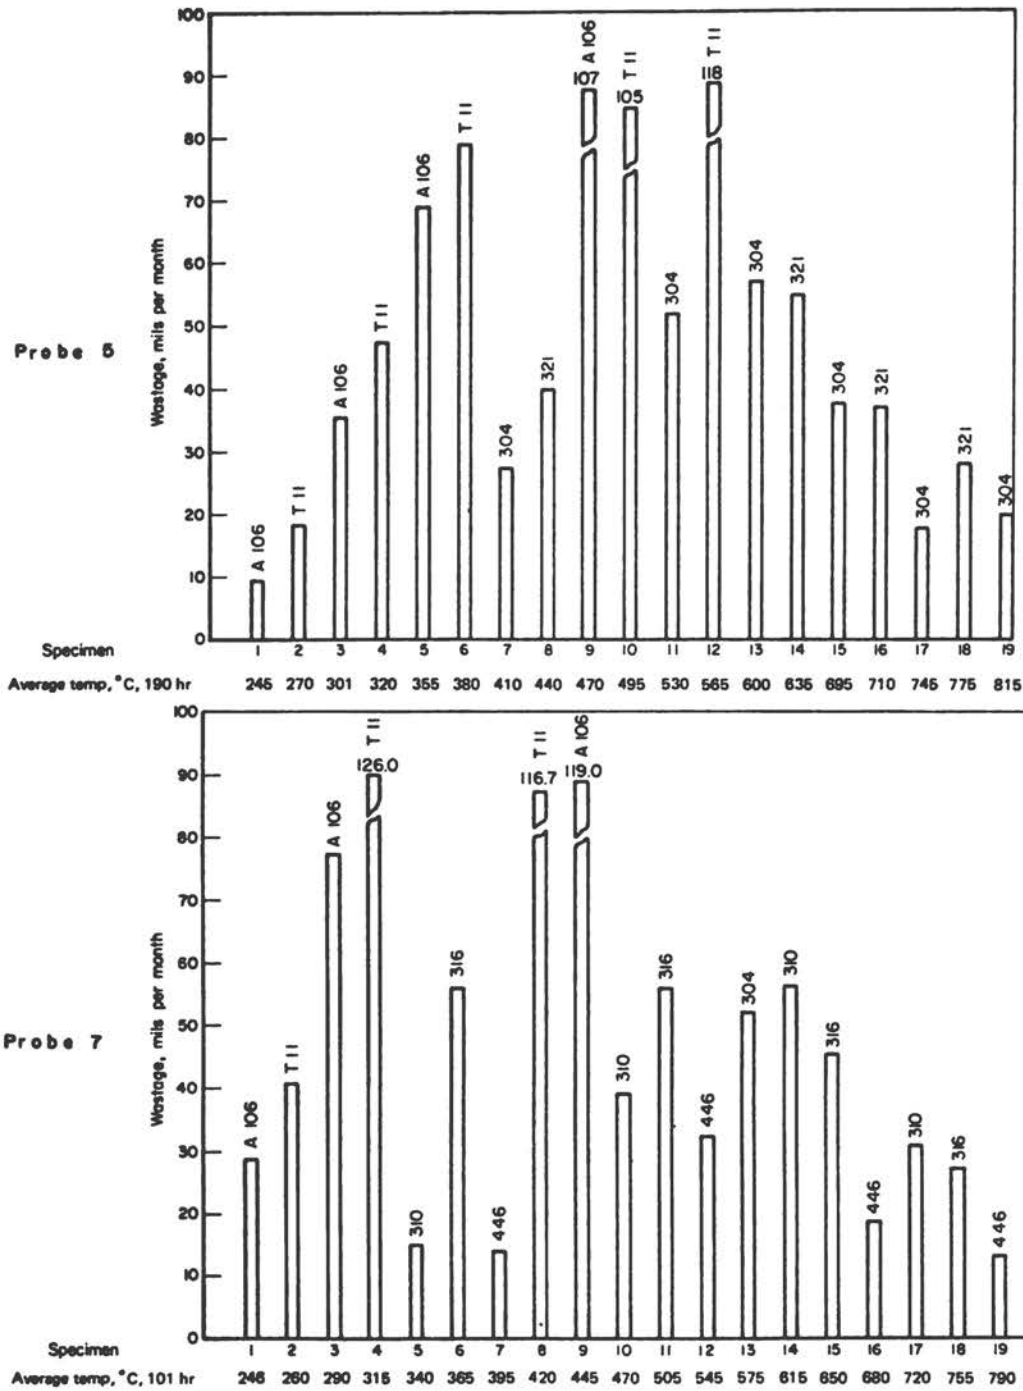 100
90
80
70
60
50
40
30
20
10
0
Wastage, mils per month
Probe 5
A 106
T 11
A 106
T 11
A 106
T 11
304
321
107 A 106
105 T 11
304
118 T 11
304
321
304
321
304
321
304
Specimen 1 2 3 4 5 6 7 8 9 10 11 12 13 14 15 16 17 18 19
Average temp, °C, 190 hr 245 270 301 320 355 380 410 440 470 495 530 565 600 635 695 710 745 775 815
100
90
80
70
60
50
40
30
20
10
0
Wastage, mils per month
Probe 7
A 106
T 11
A 106
126.0 T 11
310
316
446
116.7 T 11
119.0 A 106
310
316
446
304
310
316
446
310
316
446
Specimen 1 2 3 4 5 6 7 8 9 10 11 12 13 14 15 16 17 18 19
Average temp, °C, 101 hr 246 260 290 315 340 365 395 420 445 470 505 545 575 615 650 680 720 755 790